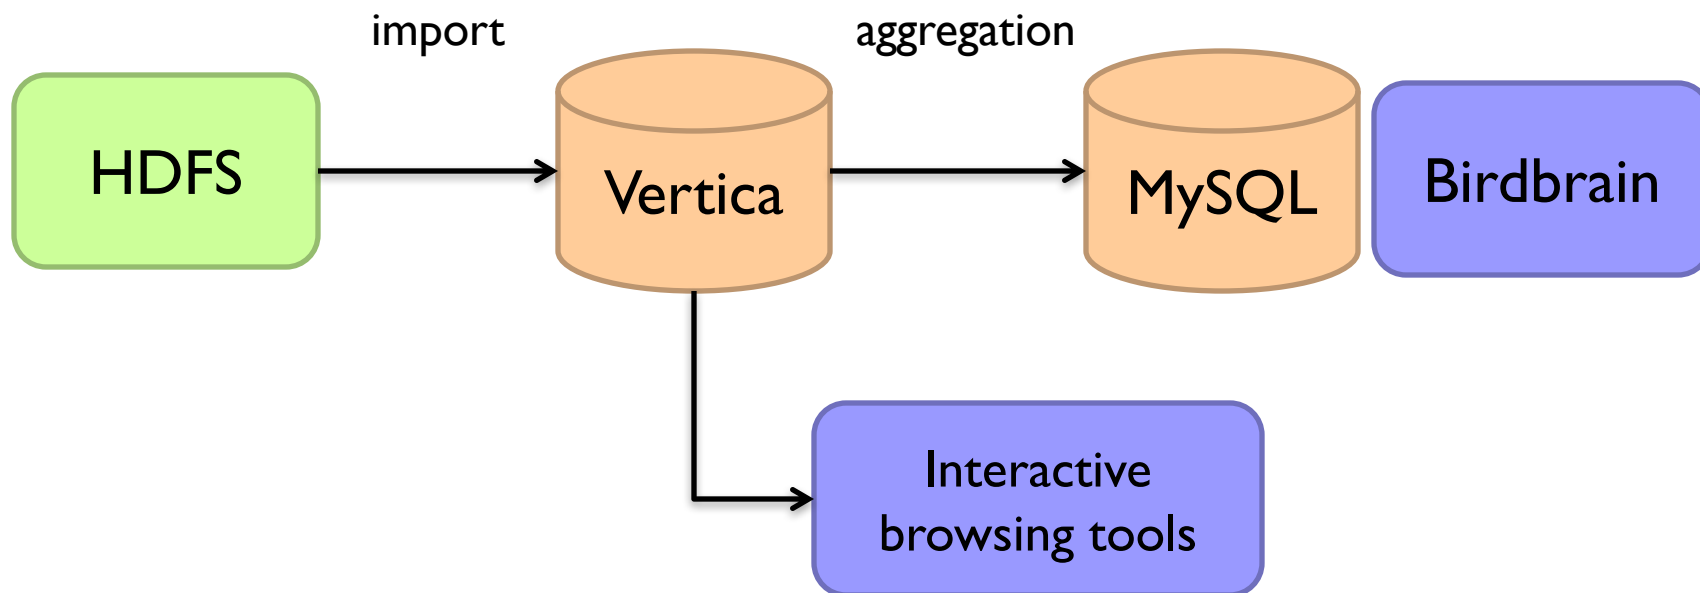 import
aggregation
HDFS
Vertica
MySQL
Birdbrain
Interactive
browsing tools